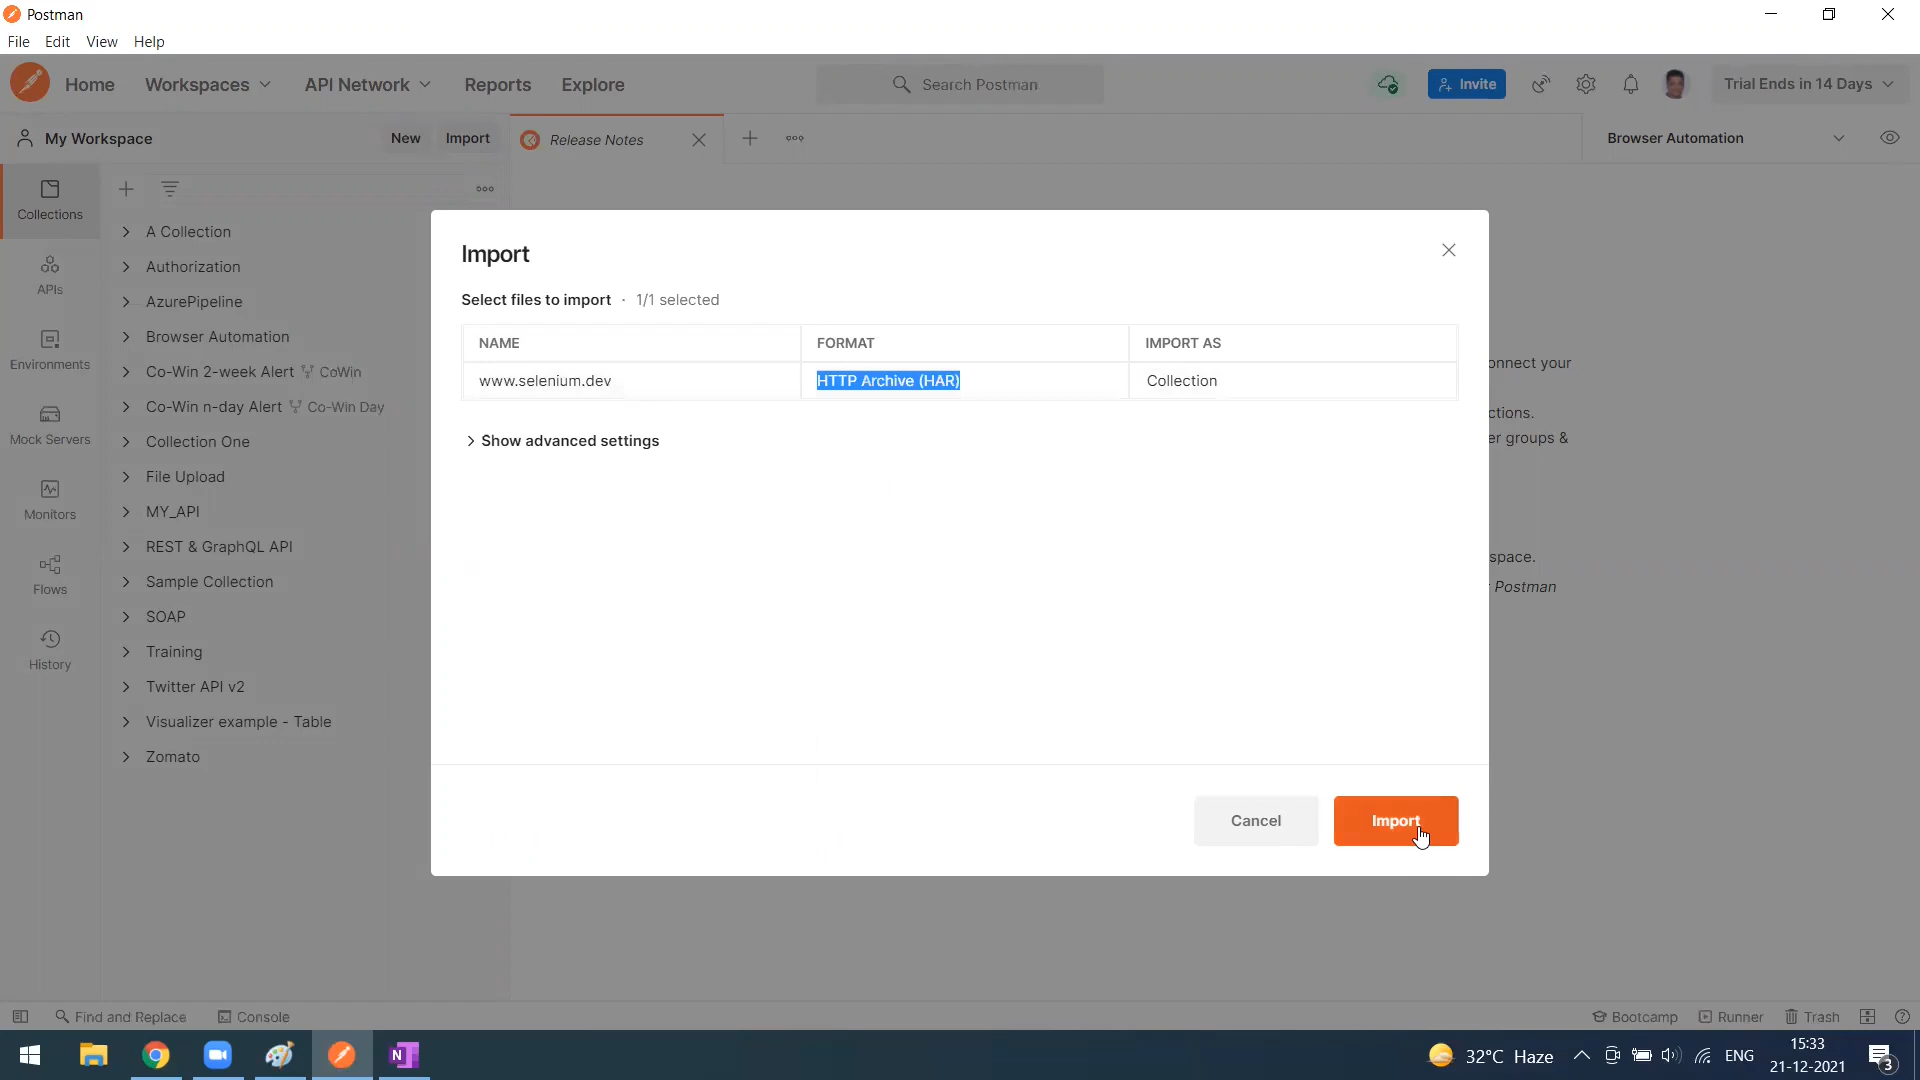 Postman
File Edit View Help
Home Workspaces API Network Reports Explore Search Postman Invite Trial Ends in 14 Days
My Workspace New Import Release Notes Browser Automation
Collections
APIs
Environments
Mock Servers
Monitors
Flows
History
A Collection
Authorization
AzurePipeline
Browser Automation
Co-Win 2-week Alert CoWin
Co-Win n-day Alert Co-Win Day
Collection One
File Upload
MY_API
REST & GraphQL API
Sample Collection
SOAP
Training
Twitter API v2
Visualizer example - Table
Zomato
Import
Select files to import · 1/1 selected
NAME FORMAT IMPORT AS
www.selenium.dev HTTP Archive (HAR) Collection
Show advanced settings
Cancel Import
onnect your
ctions.
er groups &
space.
Postman
Find and Replace Console Bootcamp Runner Trash
32°C Haze ENG 15:33
21-12-2021 3